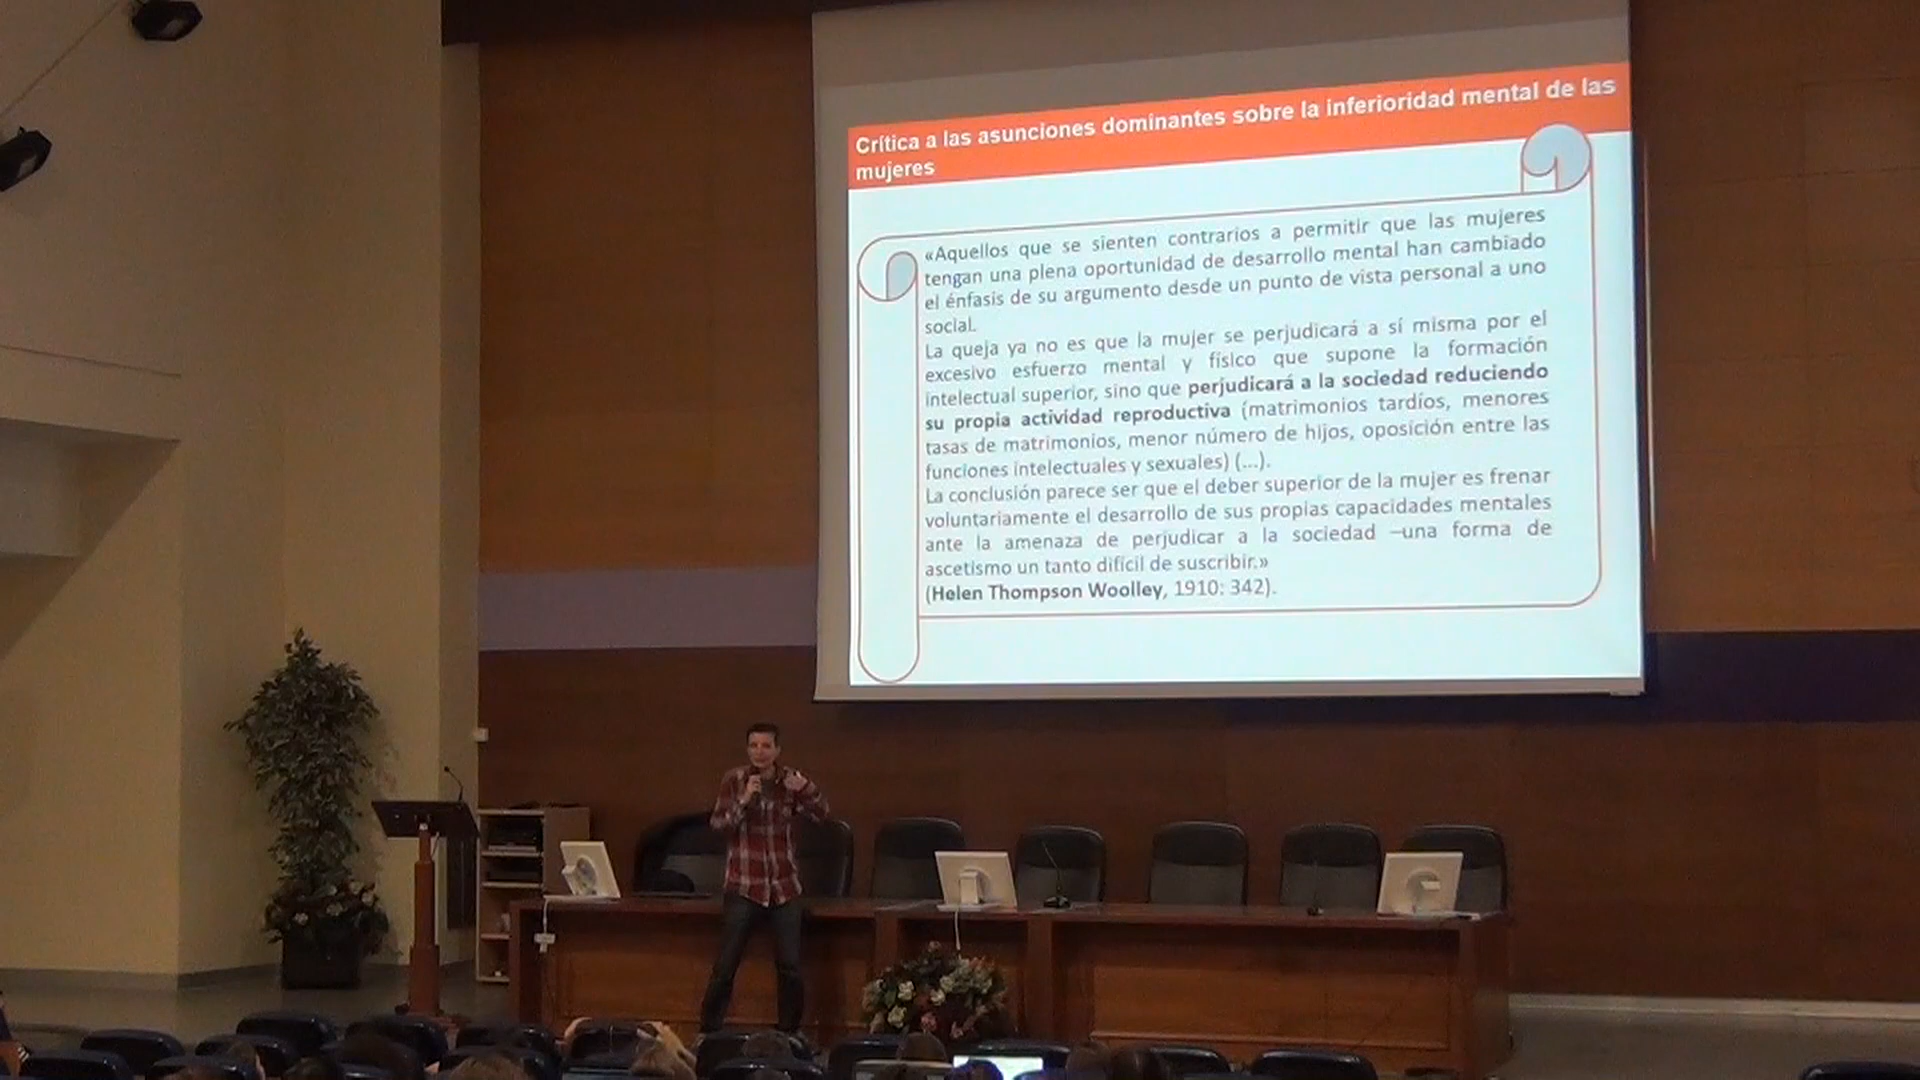 Crítica a las asunciones dominantes sobre la inferioridad mental de las
mujeres
«Aquellos que se sienten contrarios a permitir que las mujeres
tengan una plena oportunidad de desarrollo mental han cambiado
el énfasis de su argumento desde un punto de vista personal a uno
social.
La queja ya no es que la mujer se perjudicará a sí misma por el
excesivo esfuerzo mental y físico que supone la formación
intelectual superior, sino que perjudicará a la sociedad reduciendo
su propia actividad reproductiva (matrimonios tardíos, menores
tasas de matrimonios, menor número de hijos, oposición entre las
funciones intelectuales y sexuales) (...).
La conclusión parece ser que el deber superior de la mujer es frenar
voluntariamente el desarrollo de sus propias capacidades mentales
ante la amenaza de perjudicar a la sociedad –una forma de
ascetismo un tanto difícil de suscribir.»
(Helen Thompson Woolley, 1910: 342).